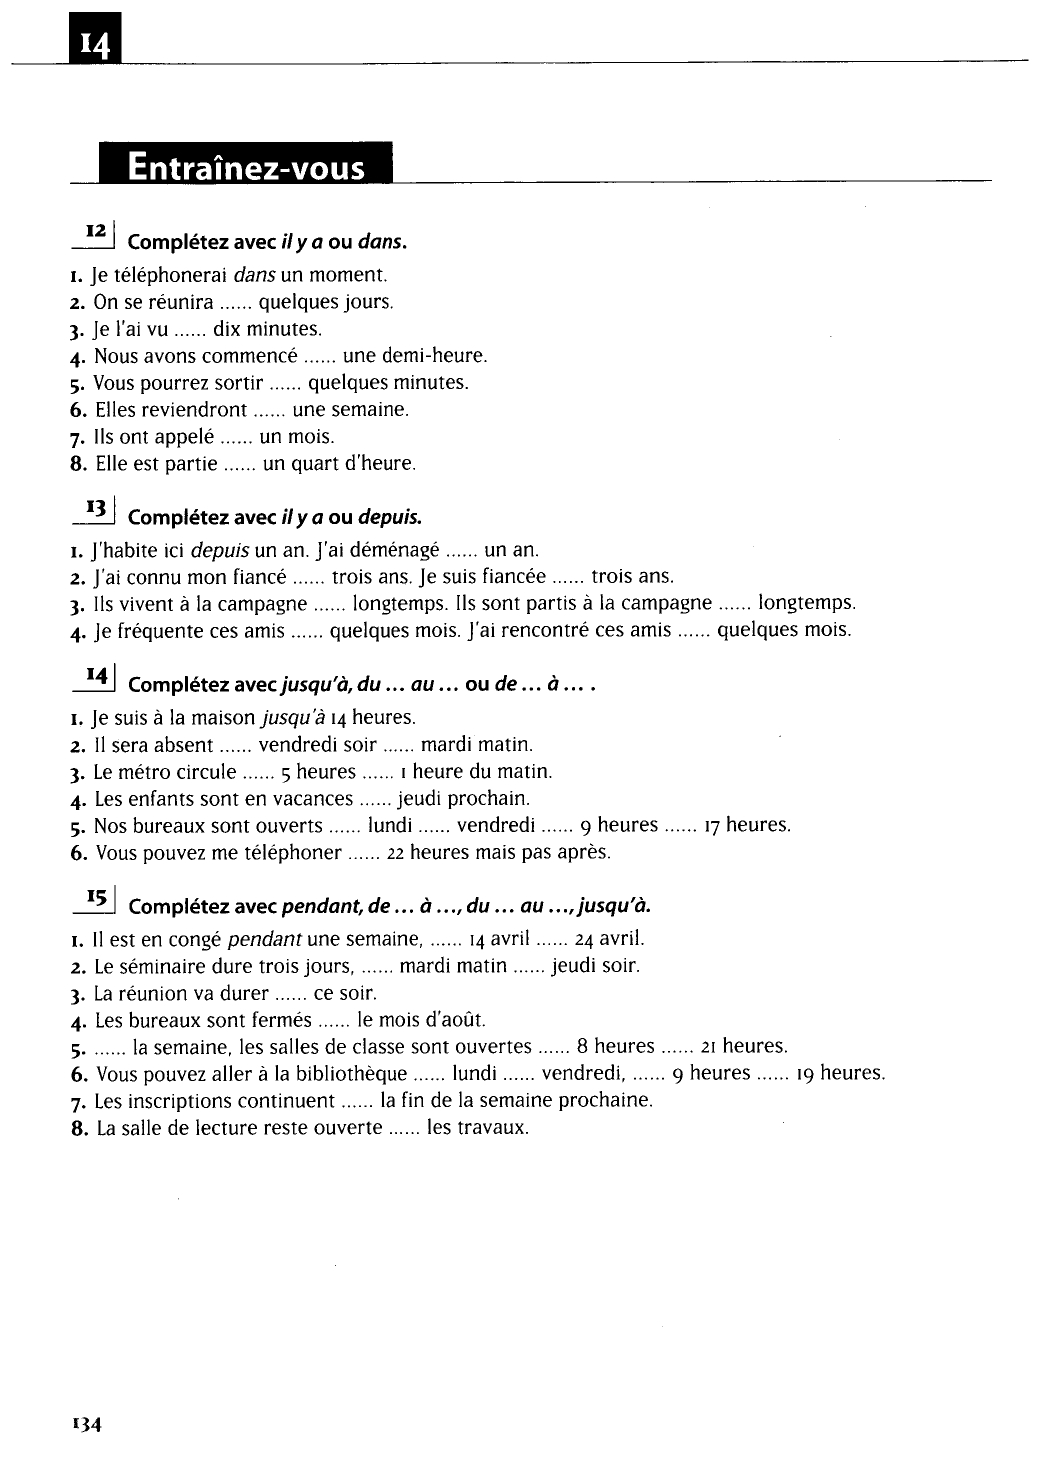 14
Entraînez-vous
12 Complétez avec il y a ou dans.
1. Je téléphonerai dans un moment.
2. On se réunira ...... quelques jours.
3. Je l'ai vu ...... dix minutes.
4. Nous avons commencé ...... une demi-heure.
5. Vous pourrez sortir ...... quelques minutes.
6. Elles reviendront ...... une semaine.
7. Ils ont appelé ...... un mois.
8. Elle est partie ...... un quart d'heure.
13 Complétez avec il y a ou depuis.
1. J'habite ici depuis un an. J'ai déménagé ...... un an.
2. J'ai connu mon fiancé ...... trois ans. Je suis fiancée ...... trois ans.
3. Ils vivent à la campagne ...... longtemps. Ils sont partis à la campagne ...... longtemps.
4. Je fréquente ces amis ...... quelques mois. J'ai rencontré ces amis ...... quelques mois.
14 Complétez avec jusqu'à, du ... au ... ou de ... à ... .
1. Je suis à la maison jusqu'à 14 heures.
2. Il sera absent ...... vendredi soir ...... mardi matin.
3. Le métro circule ...... 5 heures ...... 1 heure du matin.
4. Les enfants sont en vacances ...... jeudi prochain.
5. Nos bureaux sont ouverts ...... lundi ...... vendredi ...... 9 heures ...... 17 heures.
6. Vous pouvez me téléphoner ...... 22 heures mais pas après.
15 Complétez avec pendant, de ... à ..., du ... au ..., jusqu'à.
1. Il est en congé pendant une semaine, ...... 14 avril ...... 24 avril.
2. Le séminaire dure trois jours, ...... mardi matin ...... jeudi soir.
3. La réunion va durer ...... ce soir.
4. Les bureaux sont fermés ...... le mois d'août.
5. ...... la semaine, les salles de classe sont ouvertes ...... 8 heures ...... 21 heures.
6. Vous pouvez aller à la bibliothèque ...... lundi ...... vendredi, ...... 9 heures ...... 19 heures.
7. Les inscriptions continuent ...... la fin de la semaine prochaine.
8. La salle de lecture reste ouverte ...... les travaux.
134